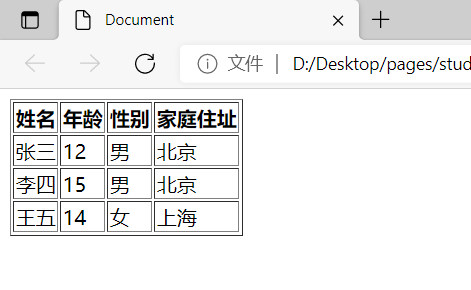 Document
文件 | D:/Desktop/pages/stud
姓名 年龄 性别 家庭住址
张三 12 男 北京
李四 15 男 北京
王五 14 女 上海